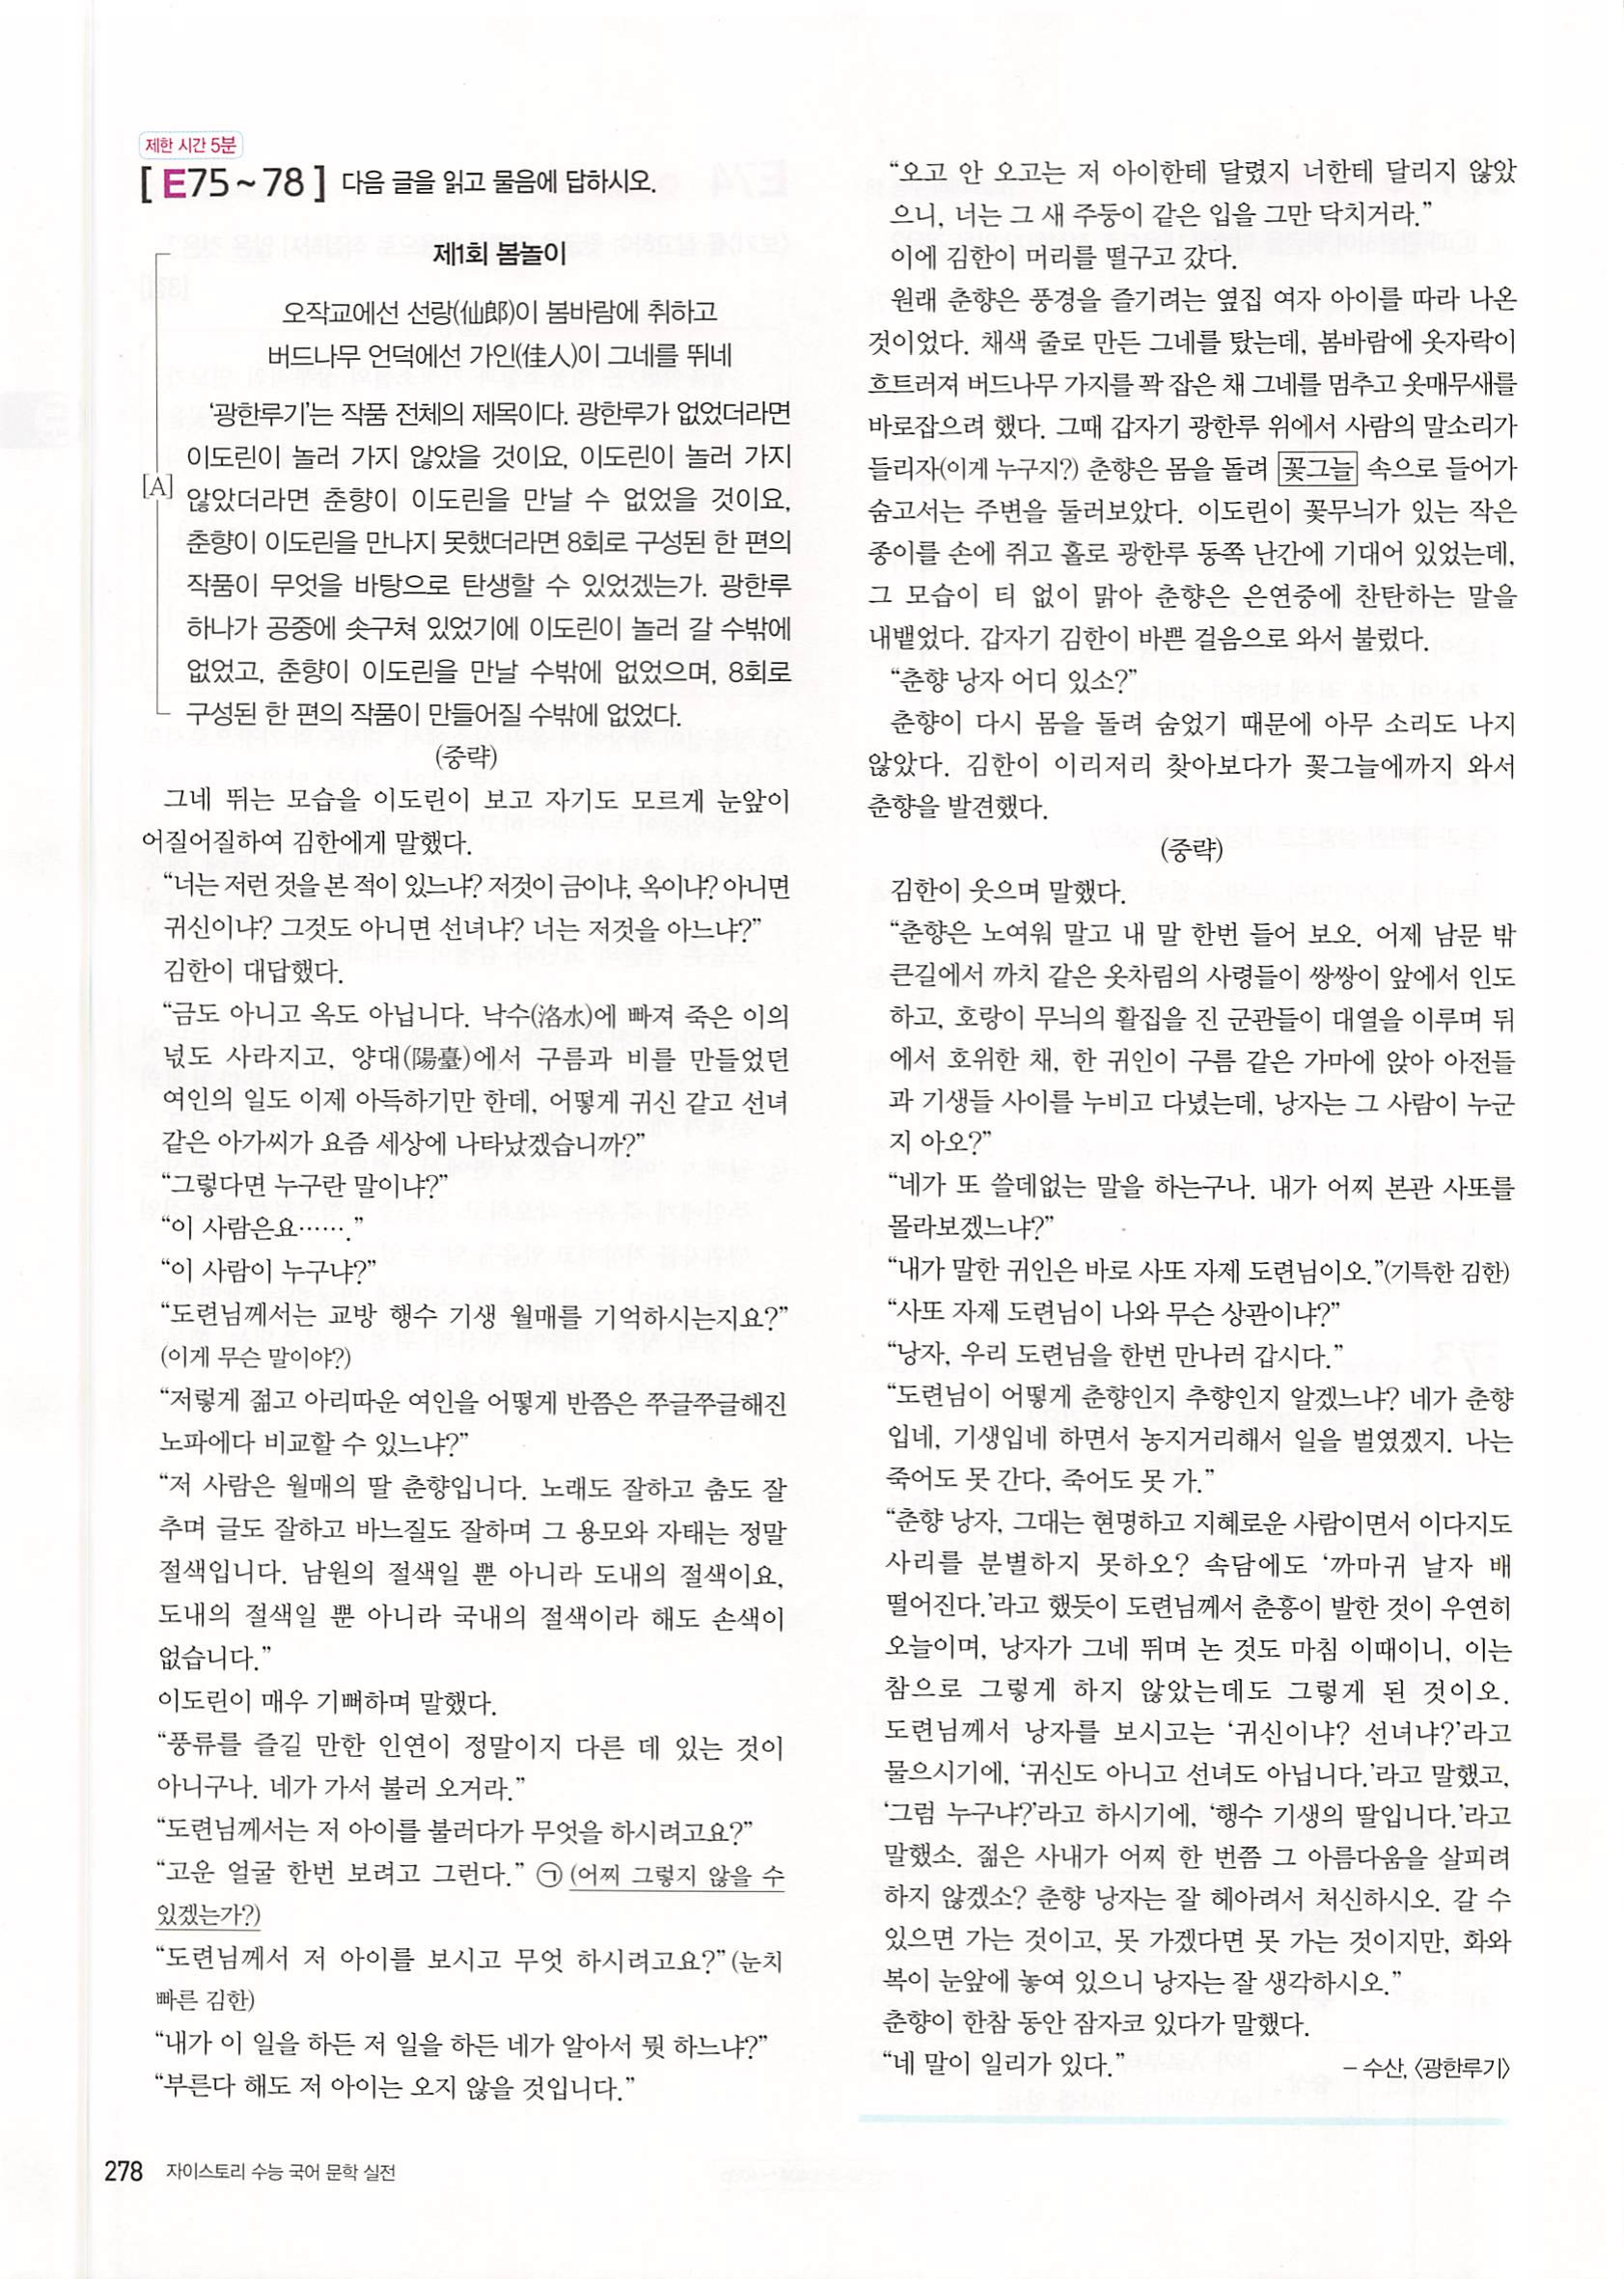 제한 시간 5분
[E75~78] 다음 글을 읽고 물음에 답하시오.
제1회 봄놀이
오작교에선 선랑(仙郎)이 봄바람에 취하고
버드나무 언덕에선 가인(佳人)이 그네를 뛰네
[A]
‘광한루기’는 작품 전체의 제목이다. 광한루가 없었더라면
이도린이 놀러 가지 않았을 것이요, 이도린이 놀러 가지
않았더라면 춘향이 이도린을 만날 수 없었을 것이요,
춘향이 이도린을 만나지 못했더라면 8회로 구성된 한 편의
작품이 무엇을 바탕으로 탄생할 수 있었겠는가. 광한루
하나가 공중에 솟구쳐 있었기에 이도린이 놀러 갈 수밖에
없었고, 춘향이 이도린을 만날 수밖에 없었으며, 8회로
구성된 한 편의 작품이 만들어질 수밖에 없었다.
(중략)
그네 뛰는 모습을 이도린이 보고 자기도 모르게 눈앞이
어질어질하여 김한에게 말했다.
“너는 저런 것을 본 적이 있느냐? 저것이 금이냐, 옥이냐? 아니면
귀신이냐? 그것도 아니면 선녀냐? 너는 저것을 아느냐?”
김한이 대답했다.
“금도 아니고 옥도 아닙니다. 낙수(洛水)에 빠져 죽은 이의
넋도 사라지고, 양대(陽臺)에서 구름과 비를 만들었던
여인의 일도 이제 아득하기만 한데, 어떻게 귀신 같고 선녀
같은 아가씨가 요즘 세상에 나타났겠습니까?”
“그렇다면 누구란 말이냐?”
“이 사람은요…….”
“이 사람이 누구냐?”
“도련님께서는 교방 행수 기생 월매를 기억하시는지요?”
(이게 무슨 말이야?)
“저렇게 젊고 아리따운 여인을 어떻게 반쯤은 쭈글쭈글해진
노파에다 비교할 수 있느냐?”
“저 사람은 월매의 딸 춘향입니다. 노래도 잘하고 춤도 잘
추며 글도 잘하고 바느질도 잘하며 그 용모와 자태는 정말
절색입니다. 남원의 절색일 뿐 아니라 도내의 절색이요,
도내의 절색일 뿐 아니라 국내의 절색이라 해도 손색이
없습니다.”
이도린이 매우 기뻐하며 말했다.
“풍류를 즐길 만한 인연이 정말이지 다른 데 있는 것이
아니구나. 네가 가서 불러 오거라.”
“도련님께서는 저 아이를 불러다가 무엇을 하시려고요?”
“고운 얼굴 한번 보려고 그런다.” ㉠(어찌 그렇지 않을 수
있겠는가?)
“도련님께서 저 아이를 보시고 무엇 하시려고요?”(눈치
빠른 김한)
“내가 이 일을 하든 저 일을 하든 네가 알아서 뭣 하느냐?”
“부른다 해도 저 아이는 오지 않을 것입니다.”
“오고 안 오고는 저 아이한테 달렸지 너한테 달리지 않았
으니, 너는 그 새 주둥이 같은 입을 그만 닥치거라.”
이에 김한이 머리를 떨구고 갔다.
원래 춘향은 풍경을 즐기려는 옆집 여자 아이를 따라 나온
것이었다. 채색 줄로 만든 그네를 탔는데, 봄바람에 옷자락이
흐트러져 버드나무 가지를 꽉 잡은 채 그네를 멈추고 옷매무새를
바로잡으려 했다. 그때 갑자기 광한루 위에서 사람의 말소리가
들리자(이게 누구지?) 춘향은 몸을 돌려 꽃그늘 속으로 들어가
숨고서는 주변을 둘러보았다. 이도린이 꽃무늬가 있는 작은
종이를 손에 쥐고 홀로 광한루 동쪽 난간에 기대어 있었는데,
그 모습이 티 없이 맑아 춘향은 은연중에 찬탄하는 말을
내뱉었다. 갑자기 김한이 바쁜 걸음으로 와서 불렀다.
“춘향 낭자 어디 있소?”
춘향이 다시 몸을 돌려 숨었기 때문에 아무 소리도 나지
않았다. 김한이 이리저리 찾아보다가 꽃그늘에까지 와서
춘향을 발견했다.
(중략)
김한이 웃으며 말했다.
“춘향은 노여워 말고 내 말 한번 들어 보오. 어제 남문 밖
큰길에서 까치 같은 옷차림의 사령들이 쌍쌍이 앞에서 인도
하고, 호랑이 무늬의 활집을 진 군관들이 대열을 이루며 뒤
에서 호위한 채, 한 귀인이 구름 같은 가마에 앉아 아전들
과 기생들 사이를 누비고 다녔는데, 낭자는 그 사람이 누군
지 아오?”
“네가 또 쓸데없는 말을 하는구나. 내가 어찌 본관 사또를
몰라보겠느냐?”
“내가 말한 귀인은 바로 사또 자제 도련님이오.”(기특한 김한)
“사또 자제 도련님이 나와 무슨 상관이냐?”
“낭자, 우리 도련님을 한번 만나러 갑시다.”
“도련님이 어떻게 춘향인지 추향인지 알겠느냐? 네가 춘향
입네, 기생입네 하면서 농지거리해서 일을 벌였겠지. 나는
죽어도 못 간다, 죽어도 못 가.”
“춘향 낭자, 그대는 현명하고 지혜로운 사람이면서 이다지도
사리를 분별하지 못하오? 속담에도 ‘까마귀 날자 배
떨어진다.’라고 했듯이 도련님께서 춘흥이 발한 것이 우연히
오늘이며, 낭자가 그네 뛰며 논 것도 마침 이때이니, 이는
참으로 그렇게 하지 않았는데도 그렇게 된 것이오.
도련님께서 낭자를 보시고는 ‘귀신이냐? 선녀냐?’라고
물으시기에, ‘귀신도 아니고 선녀도 아닙니다.’라고 말했고,
‘그럼 누구냐?’라고 하시기에, ‘행수 기생의 딸입니다.’라고
말했소. 젊은 사내가 어찌 한 번쯤 그 아름다움을 살피려
하지 않겠소? 춘향 낭자는 잘 헤아려서 처신하시오. 갈 수
있으면 가는 것이고, 못 가겠다면 못 가는 것이지만, 화와
복이 눈앞에 놓여 있으니 낭자는 잘 생각하시오.”
춘향이 한참 동안 잠자코 있다가 말했다.
“네 말이 일리가 있다.”
– 수산, 〈광한루기〉
278 자이스토리 수능 국어 문학 실전